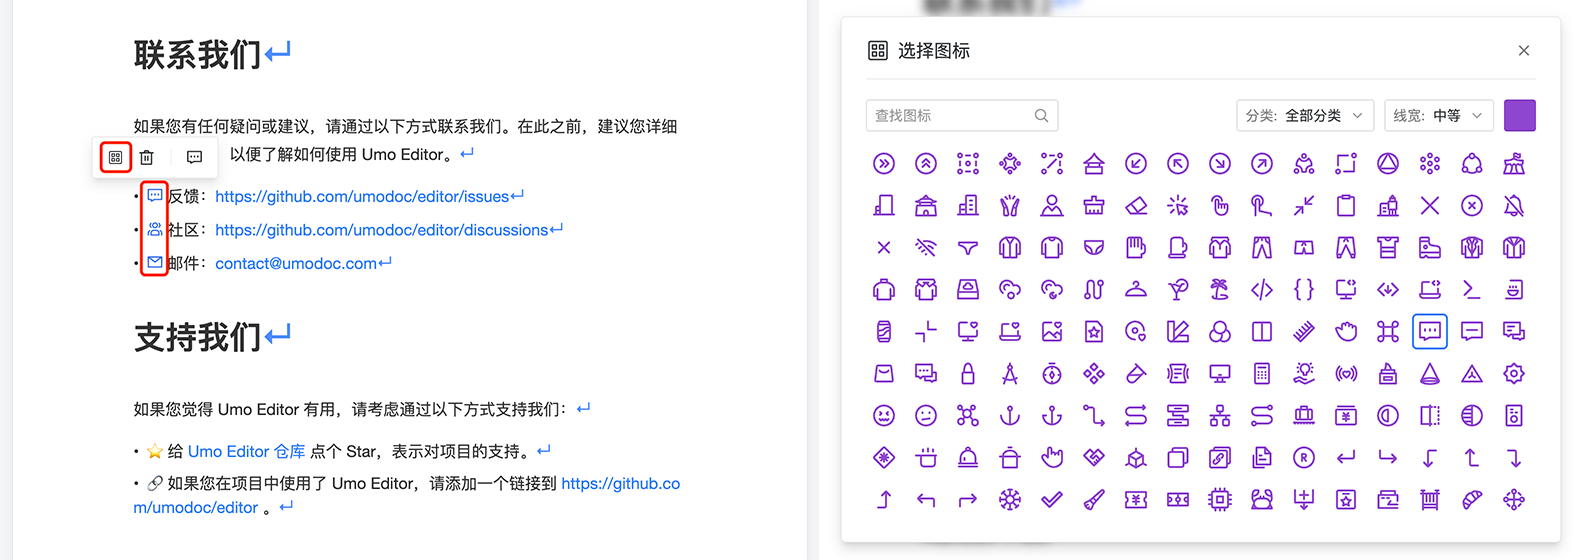 联系我们
如果您有任何疑问或建议，请通过以下方式联系我们。在此之前，建议您详细
以便了解如何使用 Umo Editor。
• 反馈：https://github.com/umodoc/editor/issues
• 社区：https://github.com/umodoc/editor/discussions
• 邮件：contact@umodoc.com
支持我们
如果您觉得 Umo Editor 有用，请考虑通过以下方式支持我们：
• ⭐ 给 Umo Editor 仓库 点个 Star，表示对项目的支持。
• 🔗 如果您在项目中使用了 Umo Editor，请添加一个链接到 https://github.co
m/umodoc/editor 。
选择图标
查找图标
分类: 全部分类
线宽: 中等